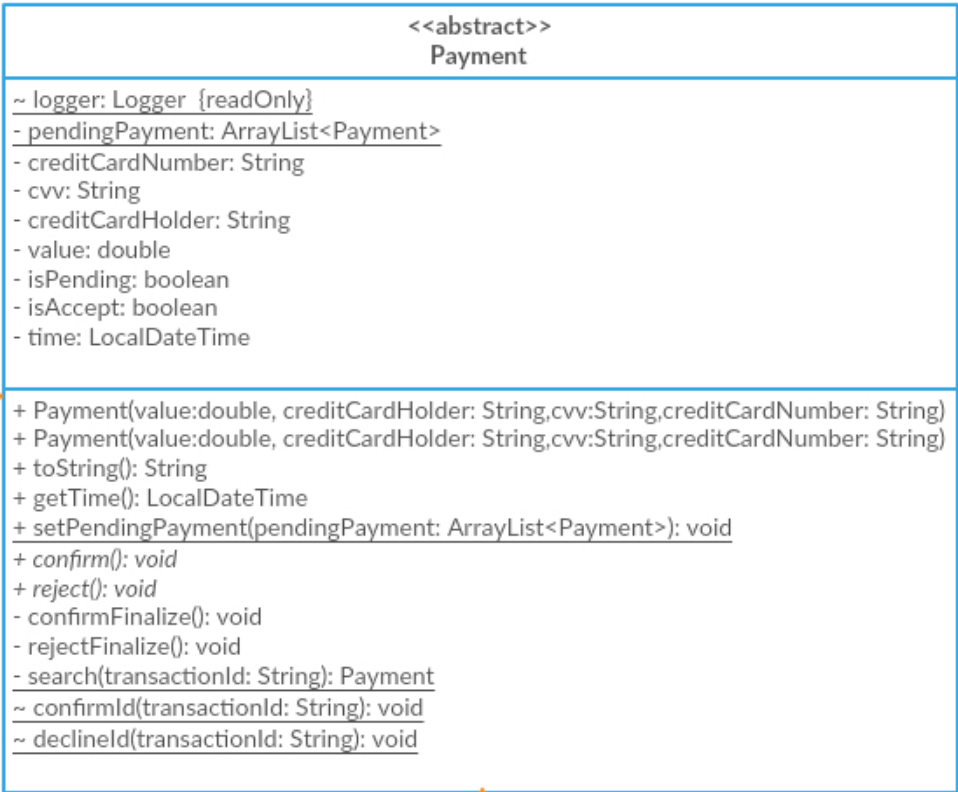 <<abstract>>
Payment
~ logger: Logger {readOnly}
- pendingPayment: ArrayList<Payment>
- creditCardNumber: String
- cvv: String
- creditCardHolder: String
- value: double
- isPending: boolean
- isAccept: boolean
- time: LocalDateTime
+ Payment(value:double, creditCardHolder: String,cvv:String,creditCardNumber: String)
+ Payment(value:double, creditCardHolder: String,cvv:String,creditCardNumber: String)
+ toString(): String
+ getTime(): LocalDateTime
+ setPendingPayment(pendingPayment: ArrayList<Payment>): void
+ confirm(): void
+ reject(): void
- confirmFinalize(): void
- rejectFinalize(): void
- search(transactionId: String): Payment
~ confirmId(transactionId: String): void
~ declineId(transactionId: String): void